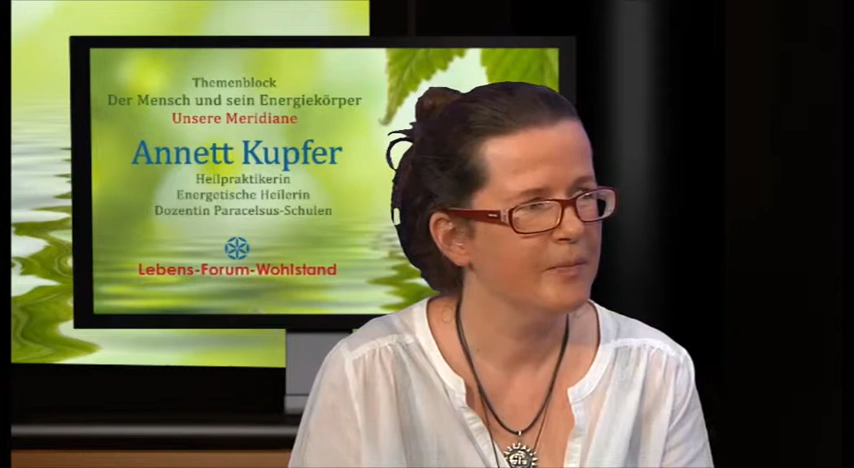 Themenblock
Der Mensch und sein Energiekörper
Unsere Meridiane
Annett Kupfer
Heilpraktikerin
Energetische Heilerin
Dozentin Paracelsus-Schulen
Lebens-Forum-Wohlstand